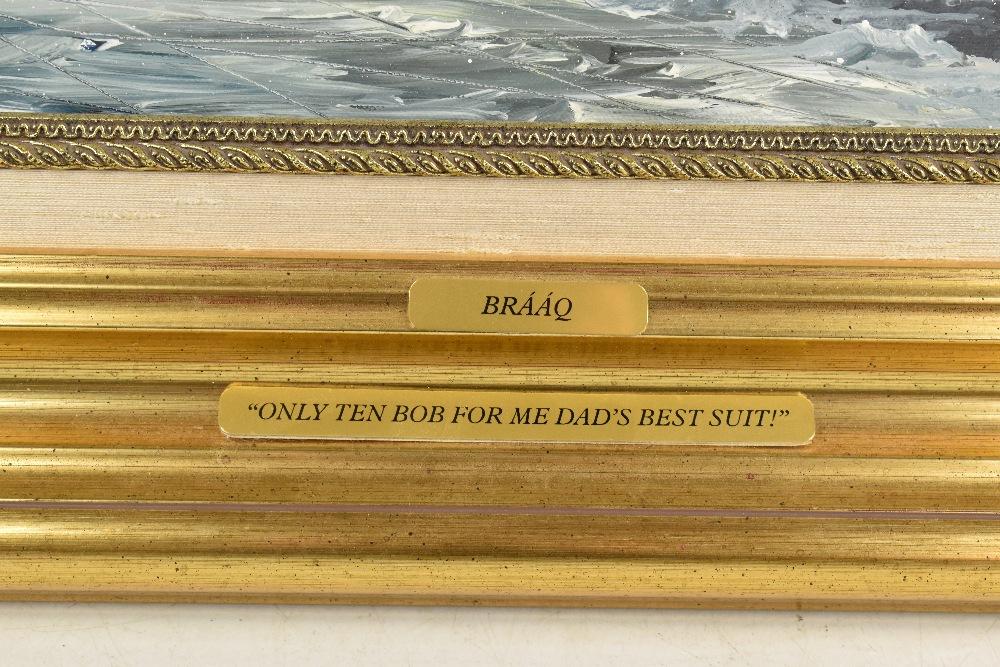 BRÁÁQ
“ONLY TEN BOB FOR ME DAD’S BEST SUIT!”